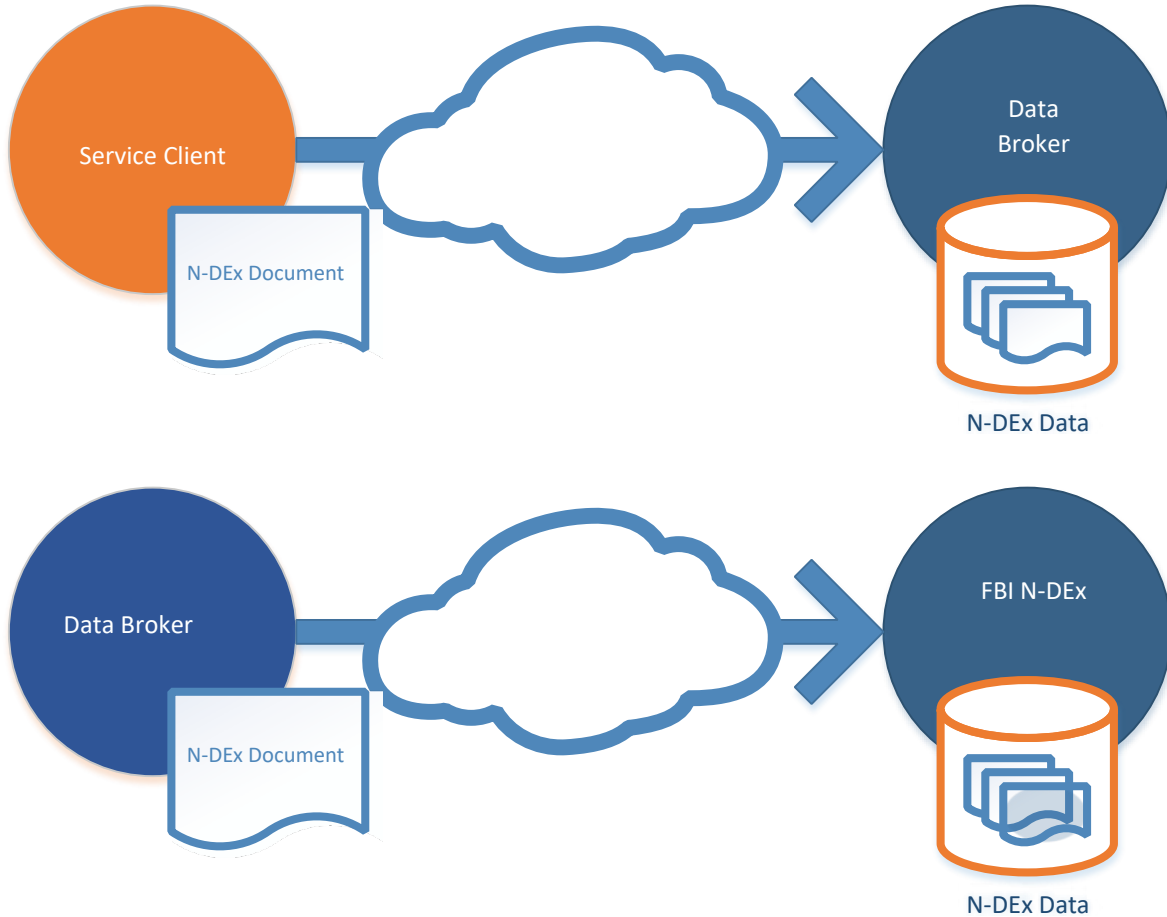 Service Client
Data
Broker
N-DEx Document
N-DEx Data
Data Broker
FBI N-DEx
N-DEx Document
N-DEx Data